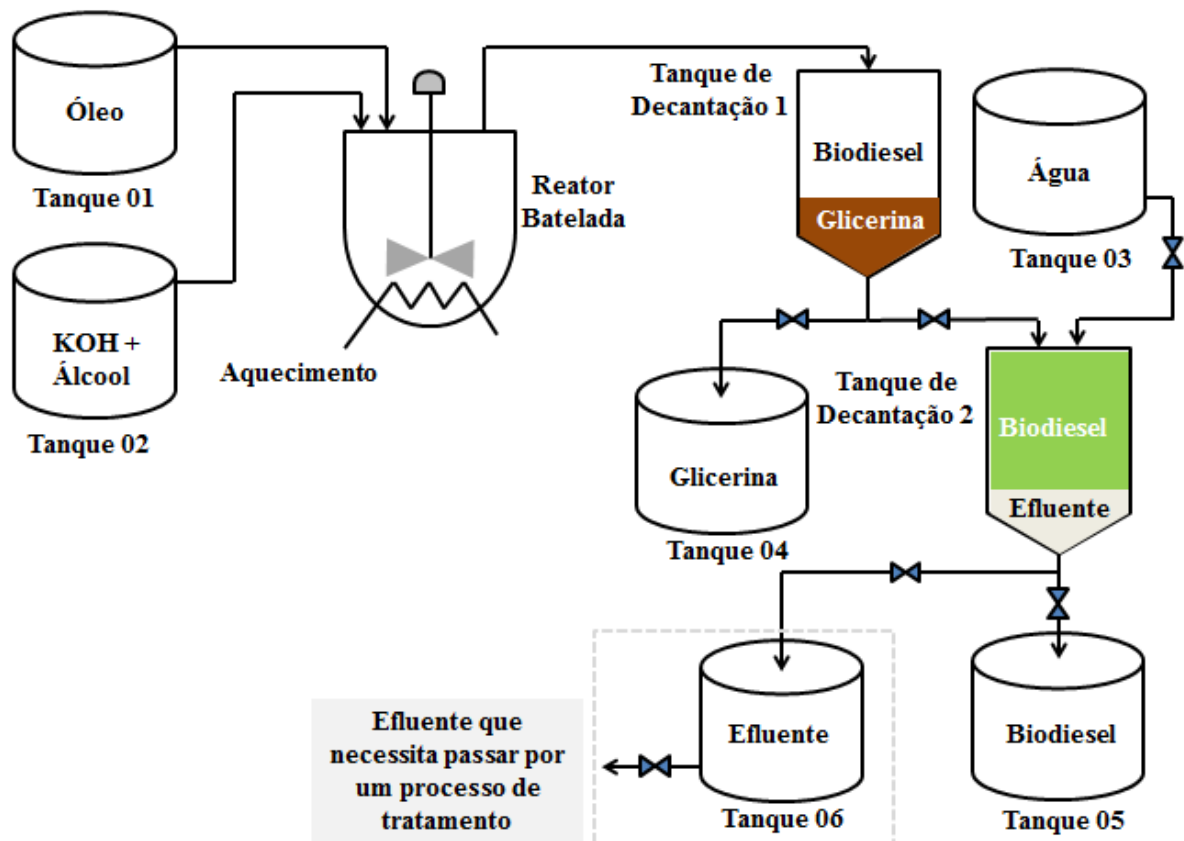 Óleo
Tanque 01
KOH +
Álcool
Tanque 02
Aquecimento
Reator
Batelada
Tanque de
Decantação 1
Biodiesel
Glicerina
Água
Tanque 03
Glicerina
Tanque 04
Tanque de
Decantação 2
Biodiesel
Efluente
Efluente que
necessita passar por
um processo de
tratamento
Efluente
Tanque 06
Biodiesel
Tanque 05